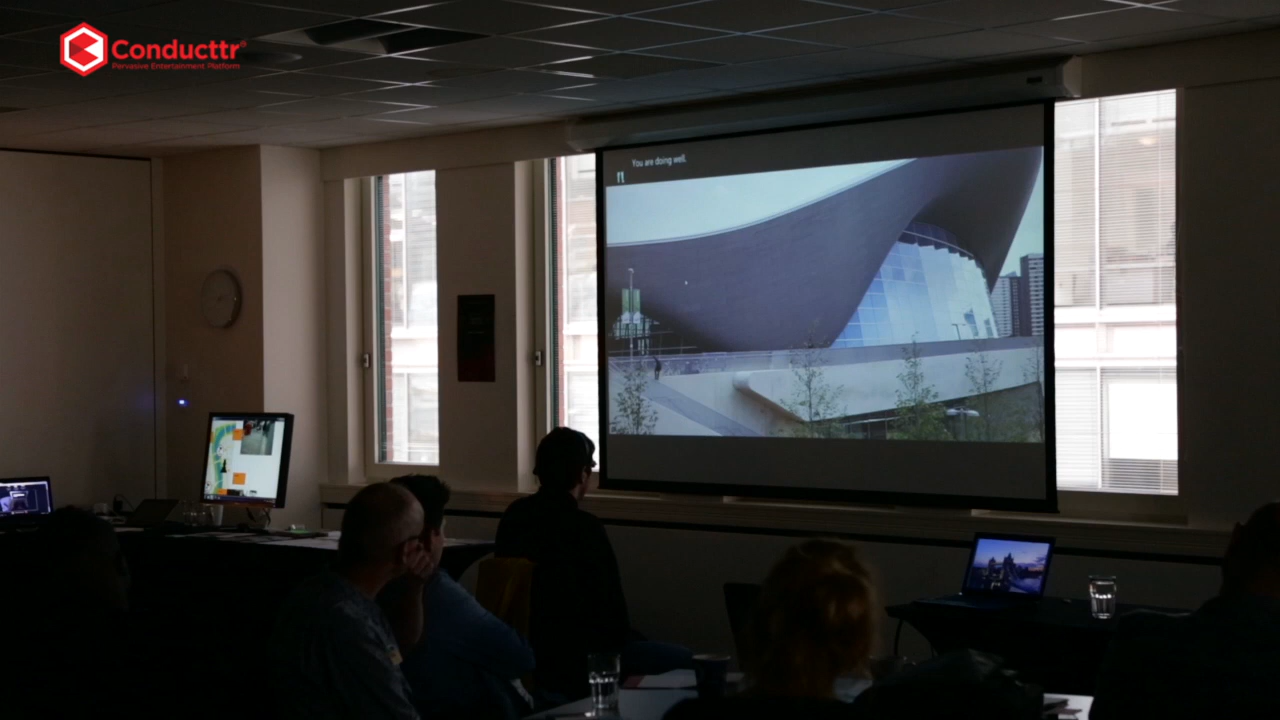 Conducttr®
Pervasive Entertainment Platform
You are doing well.